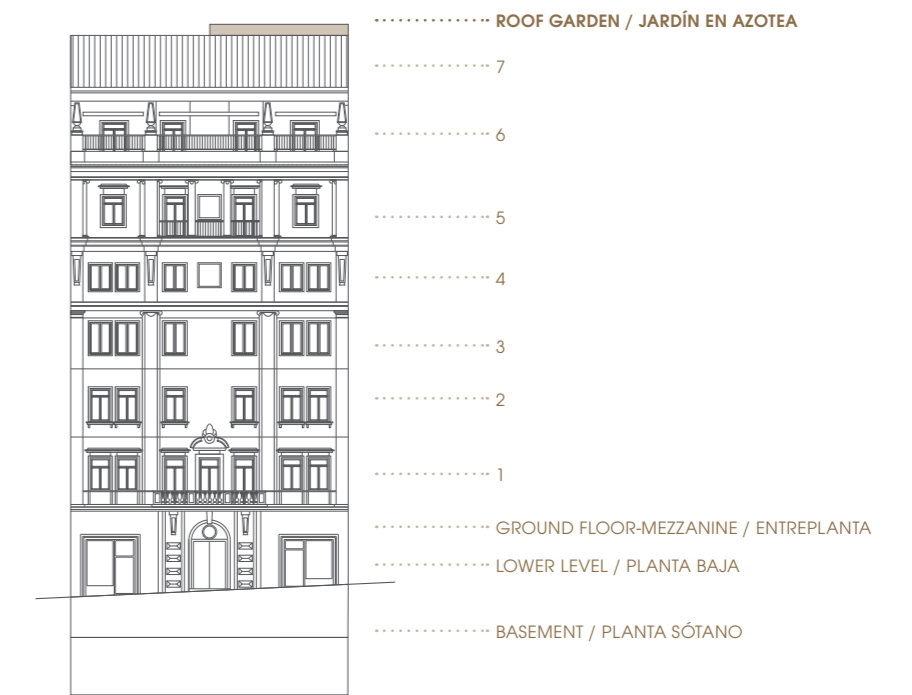 ROOF GARDEN / JARDÍN EN AZOTEA
7
6
5
4
3
2
1
GROUND FLOOR-MEZZANINE / ENTREPLANTA
LOWER LEVEL / PLANTA BAJA
BASEMENT / PLANTA SÓTANO